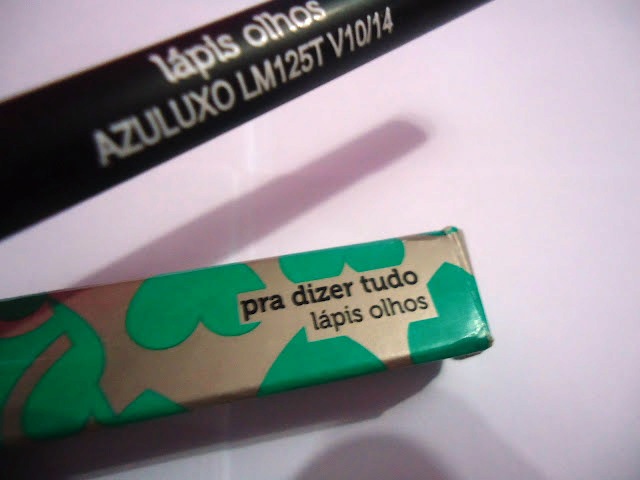 lápis olhos
AZULUXO LM125T V10/14
pra dizer tudo
lápis olhos